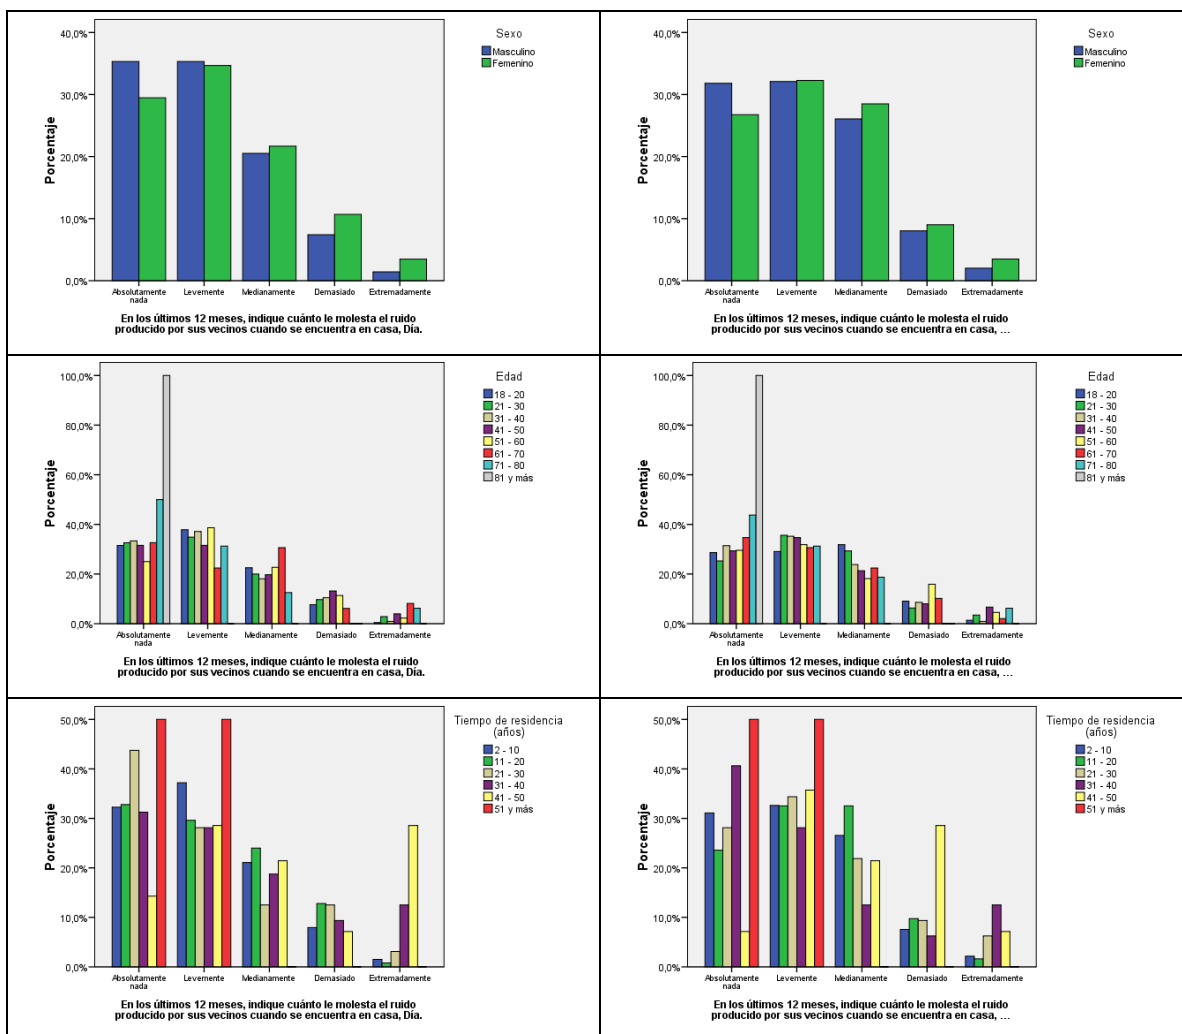 40,0%
30,0%
20,0%
10,0%
0,0%
Porcentaje
Absolutamente nada
Levemente
Medianamente
Demasiado
Extremadamente
En los últimos 12 meses, indique cuánto le molesta el ruido
producido por sus vecinos cuando se encuentra en casa, Día.
Sexo
Masculino
Femenino
40,0%
30,0%
20,0%
10,0%
0,0%
Porcentaje
Absolutamente nada
Levemente
Medianamente
Demasiado
Extremadamente
En los últimos 12 meses, indique cuánto le molesta el ruido
producido por sus vecinos cuando se encuentra en casa, ...
Sexo
Masculino
Femenino
100,0%
80,0%
60,0%
40,0%
20,0%
0,0%
Porcentaje
Absolutamente nada
Levemente
Medianamente
Demasiado
Extremadamente
En los últimos 12 meses, indique cuánto le molesta el ruido
producido por sus vecinos cuando se encuentra en casa, Día.
Edad
18 - 20
21 - 30
31 - 40
41 - 50
51 - 60
61 - 70
71 - 80
81 y más
100,0%
80,0%
60,0%
40,0%
20,0%
0,0%
Porcentaje
Absolutamente nada
Levemente
Medianamente
Demasiado
Extremadamente
En los últimos 12 meses, indique cuánto le molesta el ruido
producido por sus vecinos cuando se encuentra en casa, ...
Edad
18 - 20
21 - 30
31 - 40
41 - 50
51 - 60
61 - 70
71 - 80
81 y más
50,0%
40,0%
30,0%
20,0%
10,0%
0,0%
Porcentaje
Absolutamente nada
Levemente
Medianamente
Demasiado
Extremadamente
En los últimos 12 meses, indique cuánto le molesta el ruido
producido por sus vecinos cuando se encuentra en casa, Día.
Tiempo de residencia
(años)
2 - 10
11 - 20
21 - 30
31 - 40
41 - 50
51 y más
50,0%
40,0%
30,0%
20,0%
10,0%
0,0%
Porcentaje
Absolutamente nada
Levemente
Medianamente
Demasiado
Extremadamente
En los últimos 12 meses, indique cuánto le molesta el ruido
producido por sus vecinos cuando se encuentra en casa, ...
Tiempo de residencia
(años)
2 - 10
11 - 20
21 - 30
31 - 40
41 - 50
51 y más